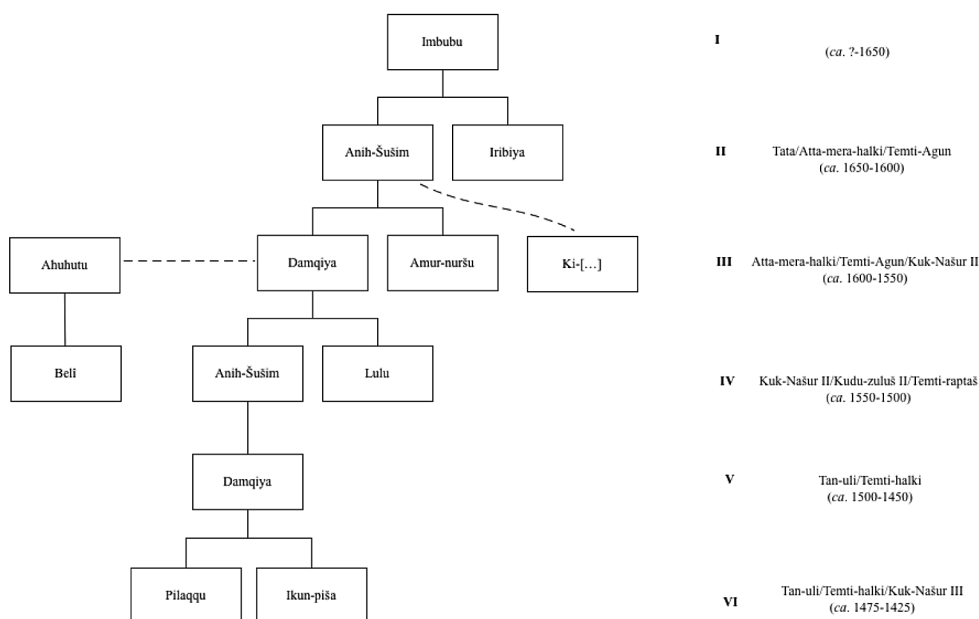 Imbubu
I
(ca. ?-1650)
Anih-Šušim
Iribiya
II
Tata/Atta-mera-halki/Temti-Agun
(ca. 1650-1600)
Ahuhutu
Damqiya
Amur-nuršu
Ki-[…]
III
Atta-mera-halki/Temti-Agun/Kuk-Našur II
(ca. 1600-1550)
Belî
Anih-Šušim
Lulu
IV
Kuk-Našur II/Kudu-zuluš II/Temti-raptaš
(ca. 1550-1500)
Damqiya
V
Tan-uli/Temti-halki
(ca. 1500-1450)
Pilaqqu
Ikun-piša
VI
Tan-uli/Temti-halki/Kuk-Našur III
(ca. 1475-1425)